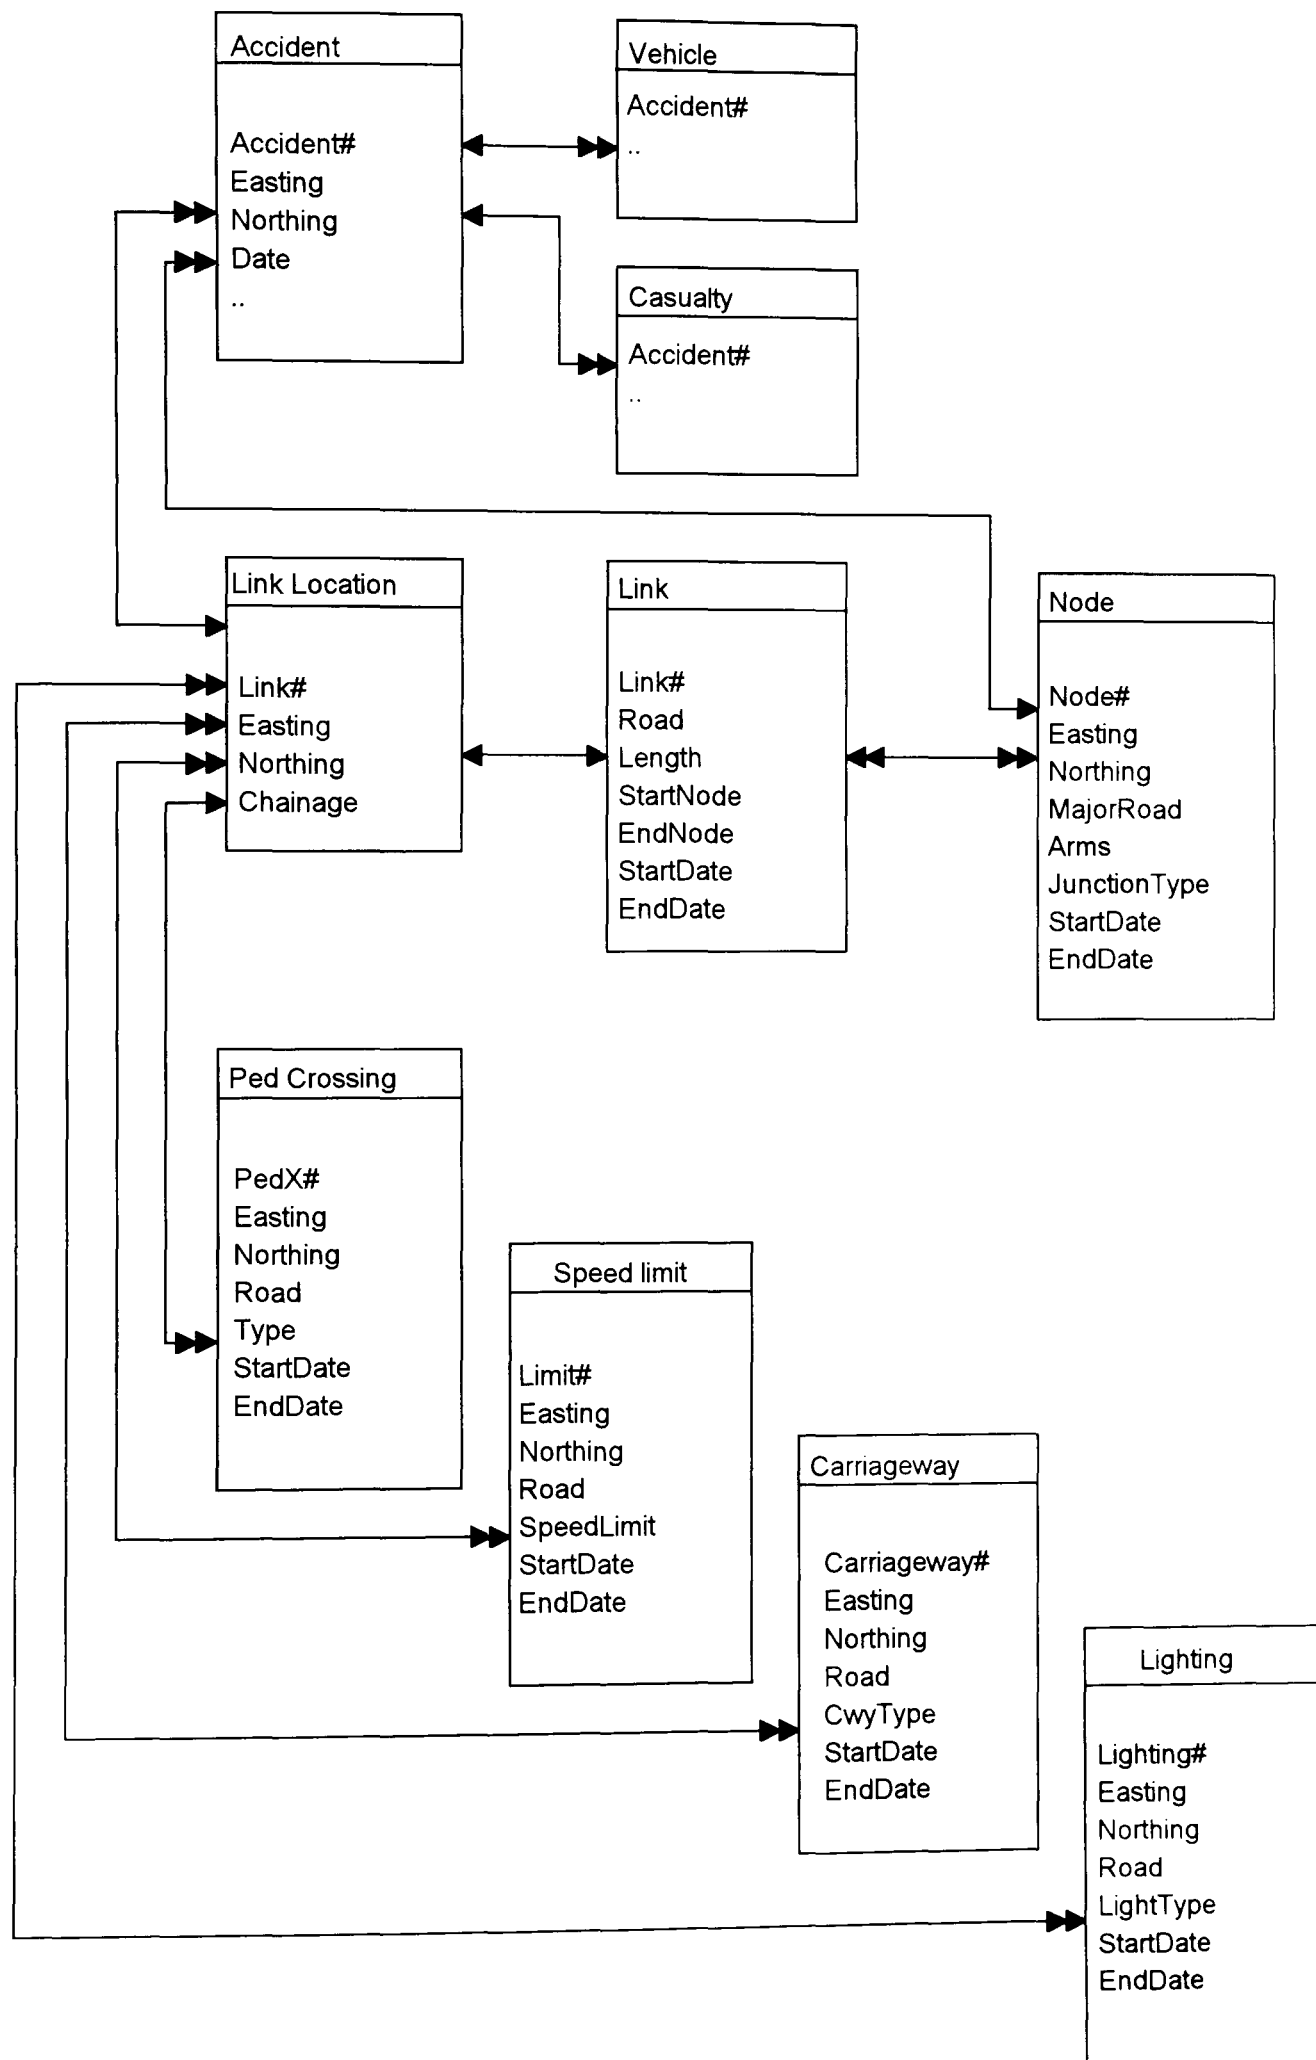 Accident
Accident#
Easting
Northing
Date
..
Vehicle
Accident#
..
Casualty
Accident#
..
Link Location
Link#
Easting
Northing
Chainage
Link
Link#
Road
Length
StartNode
EndNode
StartDate
EndDate
Node
Node#
Easting
Northing
MajorRoad
Arms
JunctionType
StartDate
EndDate
Ped Crossing
PedX#
Easting
Northing
Road
Type
StartDate
EndDate
Speed limit
Limit#
Easting
Northing
Road
SpeedLimit
StartDate
EndDate
Carriageway
Carriageway#
Easting
Northing
Road
CwyType
StartDate
EndDate
Lighting
Lighting#
Easting
Northing
Road
LightType
StartDate
EndDate